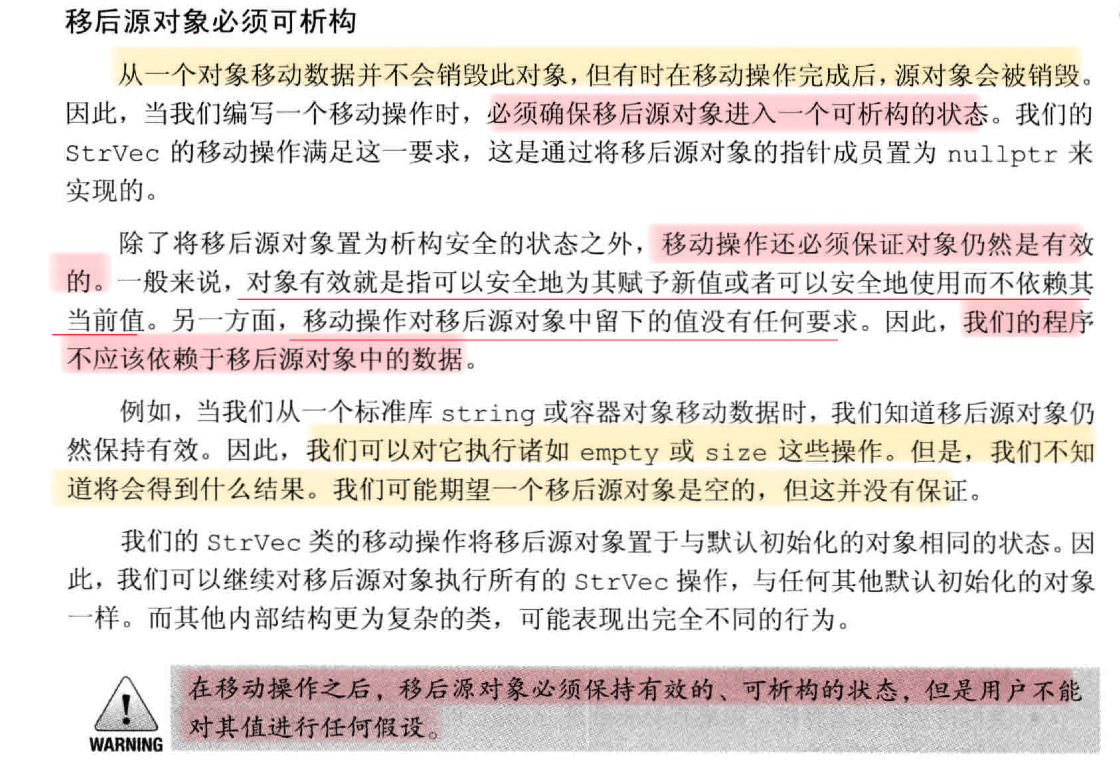 移后源对象必须可析构
从一个对象移动数据并不会销毁此对象，但有时在移动操作完成后，源对象会被销毁。
因此，当我们编写一个移动操作时，必须确保移后源对象进入一个可析构的状态。我们的
StrVec 的移动操作满足这一要求，这是通过将移后源对象的指针成员置为 nullptr 来
实现的。
除了将移后源对象置为析构安全的状态之外，移动操作还必须保证对象仍然是有效
的。一般来说，对象有效就是指可以安全地为其赋予新值或者可以安全地使用而不依赖其
当前值。另一方面，移动操作对移后源对象中留下的值没有任何要求。因此，我们的程序
不应该依赖于移后源对象中的数据。
例如，当我们从一个标准库 string 或容器对象移动数据时，我们知道移后源对象仍
然保持有效。因此，我们可以对它执行诸如 empty 或 size 这些操作。但是，我们不知
道将会得到什么结果。我们可能期望一个移后源对象是空的，但这并没有保证。
我们的 StrVec 类的移动操作将移后源对象置于与默认初始化的对象相同的状态。因
此，我们可以继续对移后源对象执行所有的 StrVec 操作，与任何其他默认初始化的对象
一样。而其他内部结构更为复杂的类，可能表现出完全不同的行为。
在移动操作之后，移后源对象必须保持有效的、可析构的状态，但是用户不能
对其值进行任何假设。
WARNING